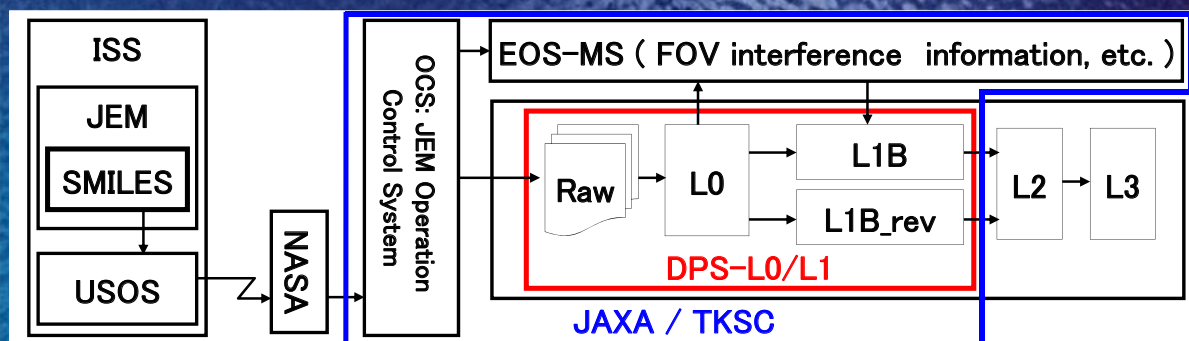 ISS
JEM
SMILES
USOS
NASA
OCS: JEM Operation
Control System
EOS-MS ( FOV interference information, etc. )
Raw
L0
L1B
L1B_rev
DPS-L0/L1
L2
L3
JAXA / TKSC